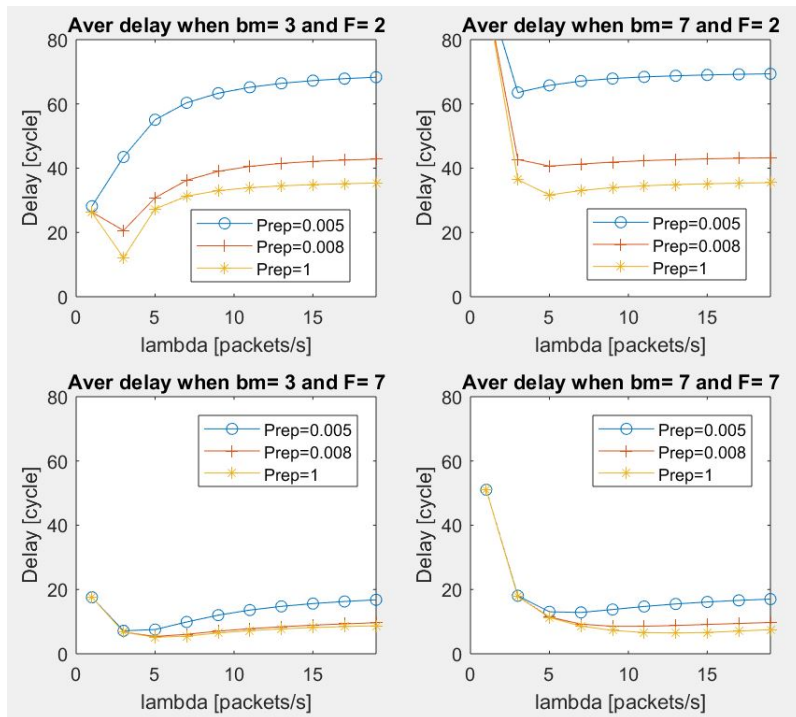 Aver delay when bm= 3 and F= 2
Delay [cycle]
80
60
40
20
0
Prep=0.005
Prep=0.008
Prep=1
0 5 10 15
lambda [packets/s]
Aver delay when bm= 7 and F= 2
Delay [cycle]
80
60
40
20
0
Prep=0.005
Prep=0.008
Prep=1
0 5 10 15
lambda [packets/s]
Aver delay when bm= 3 and F= 7
Delay [cycle]
80
60
40
20
0
Prep=0.005
Prep=0.008
Prep=1
0 5 10 15
lambda [packets/s]
Aver delay when bm= 7 and F= 7
Delay [cycle]
80
60
40
20
0
Prep=0.005
Prep=0.008
Prep=1
0 5 10 15
lambda [packets/s]